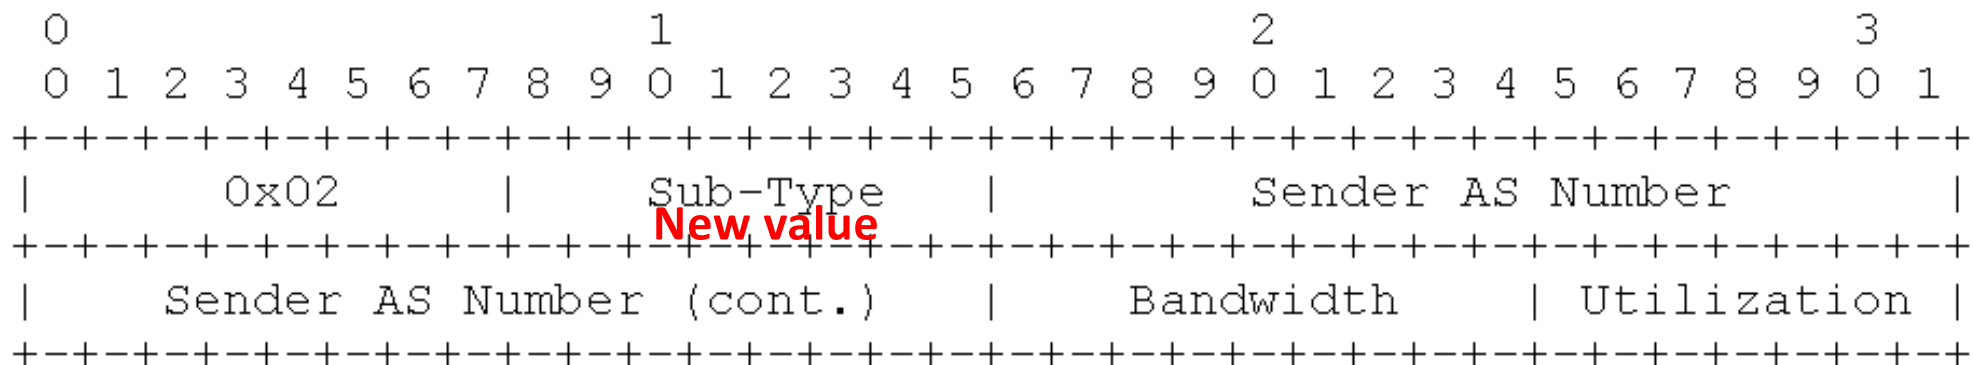 0 1 2 3
0 1 2 3 4 5 6 7 8 9 0 1 2 3 4 5 6 7 8 9 0 1 2 3 4 5 6 7 8 9 0 1
+-+-+-+-+-+-+-+-+-+-+-+-+-+-+-+-+-+-+-+-+-+-+-+-+-+-+-+-+-+-+-+-+
| 0x02 | Sub-Type | Sender AS Number |
New value
+-+-+-+-+-+-+-+-+-+-+-+-+-+-+-+-+-+-+-+-+-+-+-+-+-+-+-+-+-+-+-+-+
| Sender AS Number (cont.) | Bandwidth | Utilization |
+-+-+-+-+-+-+-+-+-+-+-+-+-+-+-+-+-+-+-+-+-+-+-+-+-+-+-+-+-+-+-+-+